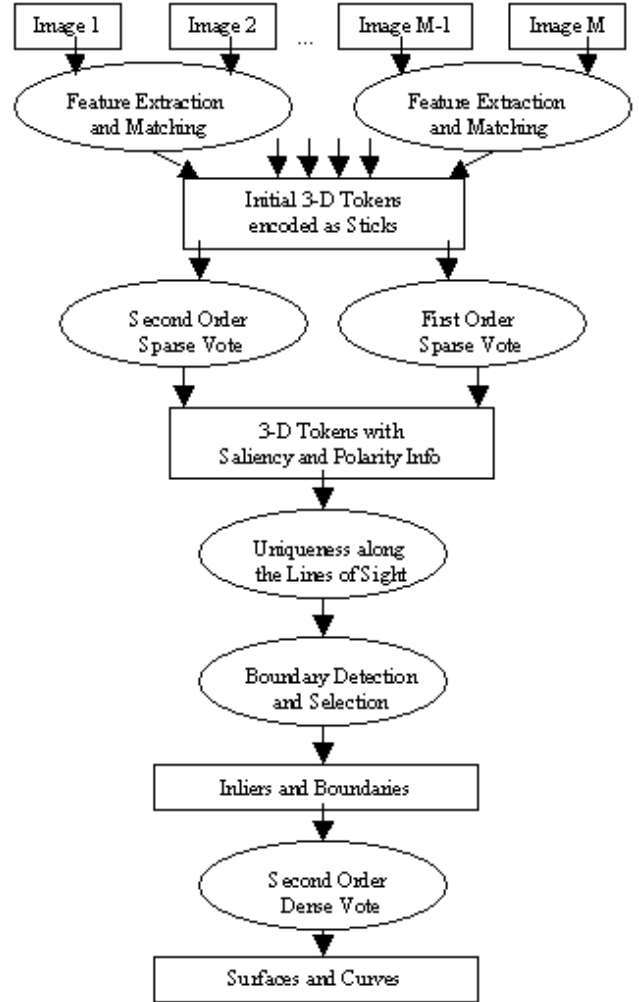 Image 1
Image 2
...
Image M-1
Image M
Feature Extraction
and Matching
Feature Extraction
and Matching
Initial 3-D Tokens
encoded as Sticks
Second Order
Sparse Vote
First Order
Sparse Vote
3-D Tokens with
Saliency and Polarity Info
Uniqueness along
the Lines of Sight
Boundary Detection
and Selection
Inliers and Boundaries
Second Order
Dense Vote
Surfaces and Curves